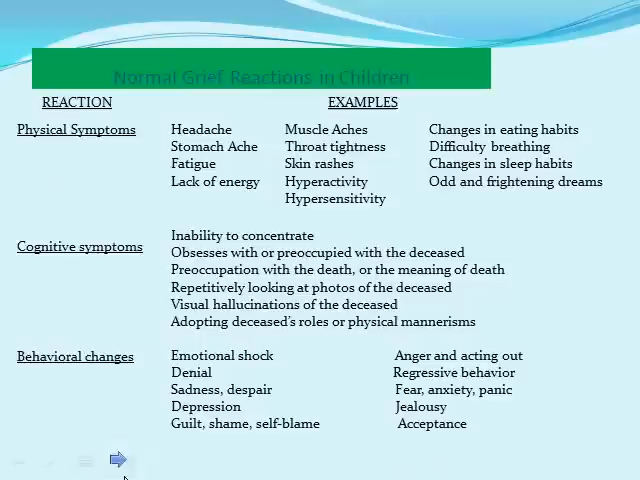 Normal Grief Reactions in Children
REACTION EXAMPLES
Physical Symptoms Headache Muscle Aches Changes in eating habits
Stomach Ache Throat tightness Difficulty breathing
Fatigue Skin rashes Changes in sleep habits
Lack of energy Hyperactivity Odd and frightening dreams
Hypersensitivity
Inability to concentrate
Cognitive symptoms
Obsesses with or preoccupied with the deceased
Preoccupation with the death, or the meaning of death
Repetitively looking at photos of the deceased
Visual hallucinations of the deceased
Adopting deceased's roles or physical mannerisms
Behavioral changes Emotional shock Anger and acting out
Denial Regressive behavior
Sadness, despair Fear, anxiety, panic
Depression Jealousy
Guilt, shame, self-blame Acceptance